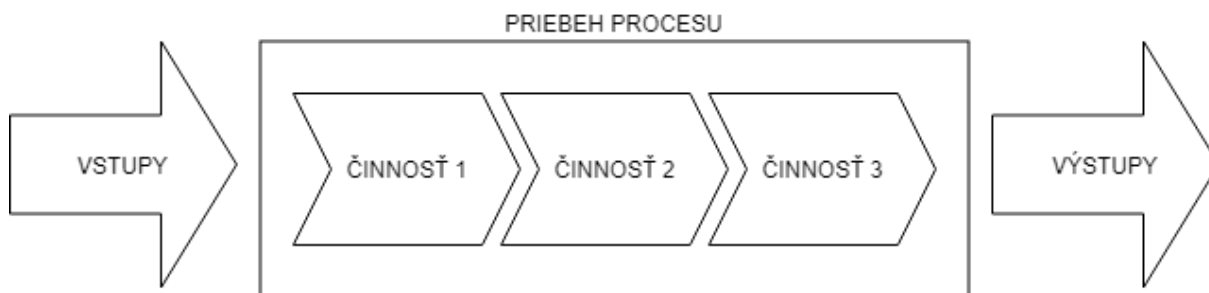 PRIEBEH PROCESU
VSTUPY
ČINNOSŤ 1
ČINNOSŤ 2
ČINNOSŤ 3
VÝSTUPY